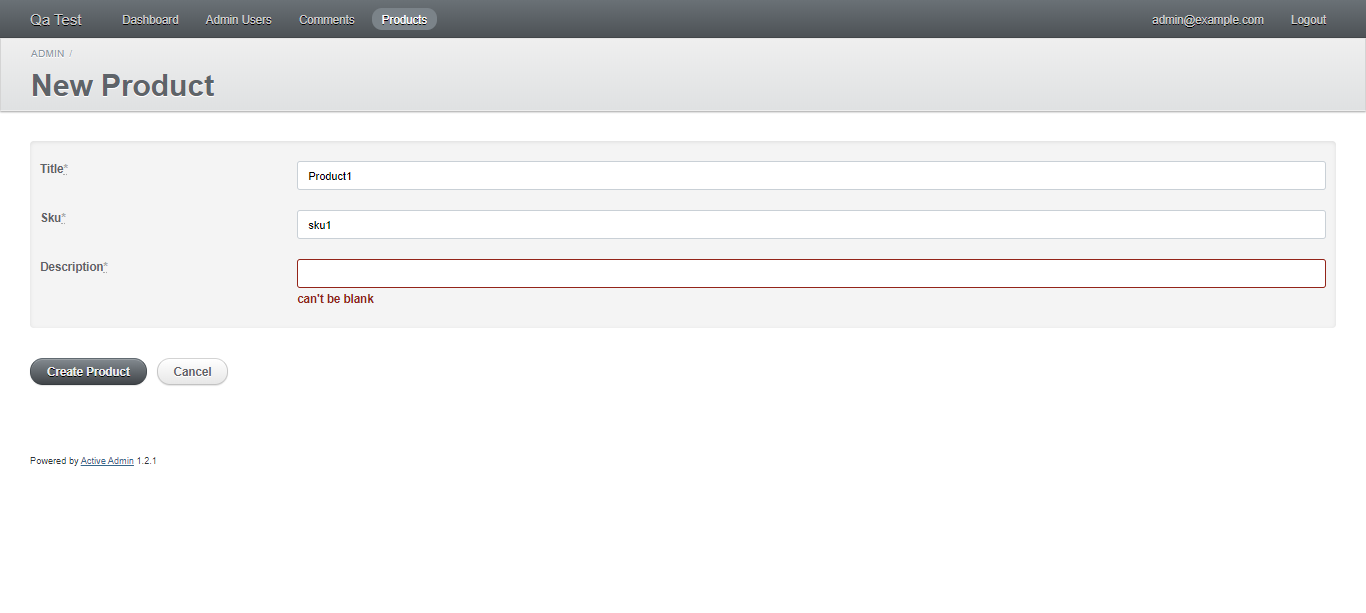 Qa Test Dashboard Admin Users Comments Products admin@example.com Logout
ADMIN /
New Product
Title*
Product1
Sku*
sku1
Description*
can't be blank
Create Product Cancel
Powered by Active Admin 1.2.1